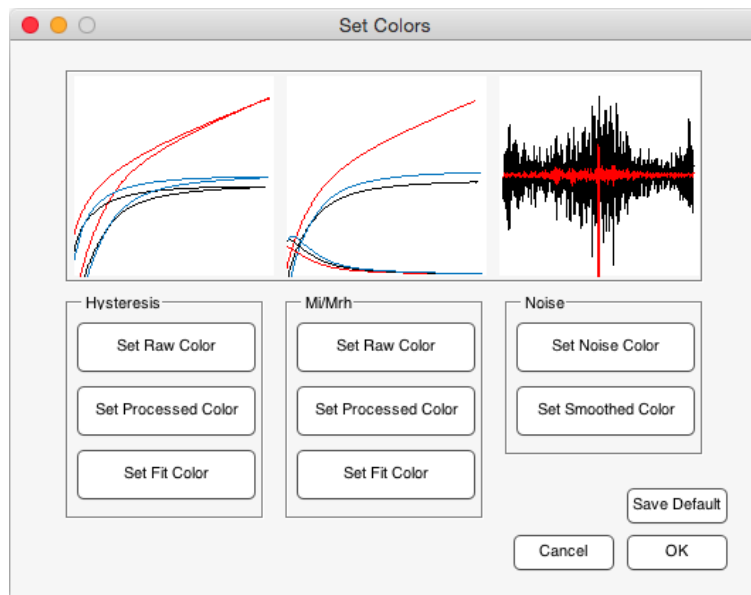 Set Colors
Hysteresis
Set Raw Color
Set Processed Color
Set Fit Color
Mi/Mrh
Set Raw Color
Set Processed Color
Set Fit Color
Noise
Set Noise Color
Set Smoothed Color
Save Default
Cancel
OK